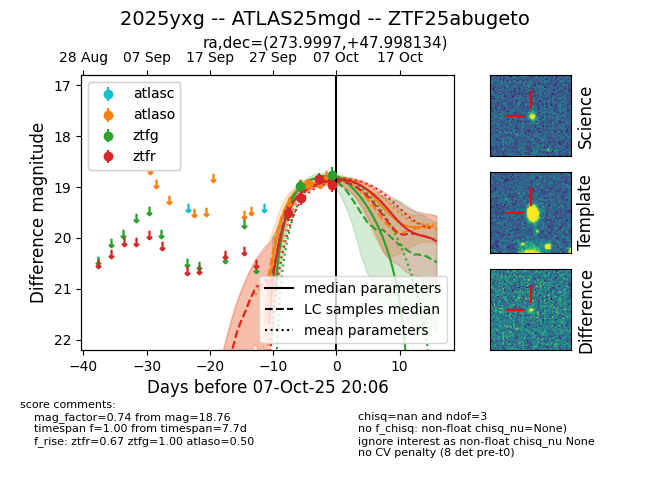 2025yxg -- ATLAS25mgd -- ZTF25abugeto
ra,dec=(273.9997,+47.998134)
28 Aug 07 Sep 17 Sep 27 Sep 07 Oct 17 Oct
17
18
19
20
21
22
Difference magnitude
atlasc
atlaso
ztfg
ztfr
median parameters
LC samples median
mean parameters
−40 −30 −20 −10 0 10
Days before 07-Oct-25 20:06
Science
Template
Difference
score comments:
mag_factor=0.74 from mag=18.76
timespan f=1.00 from timespan=7.7d
f_rise: ztfr=0.67 ztfg=1.00 atlaso=0.50
chisq=nan and ndof=3
no f_chisq: non-float chisq_nu=None)
ignore interest as non-float chisq_nu None
no CV penalty (8 det pre-t0)